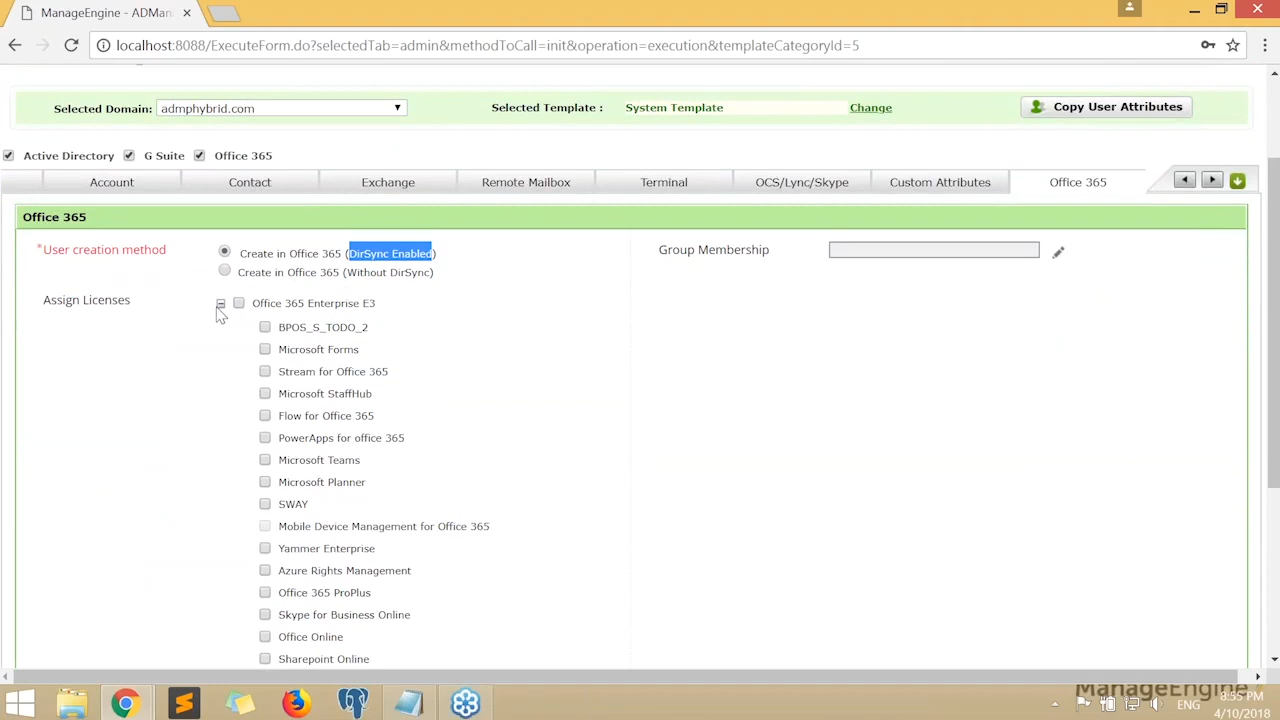 ManageEngine - ADMan
localhost:8088/ExecuteForm.do?selectedTab=admin&methodToCall=init&operation=execution&templateCategoryId=5
Selected Domain: admphybrid.com Selected Template : System Template Change Copy User Attributes
Active Directory G Suite Office 365
Account Contact Exchange Remote Mailbox Terminal OCS/Lync/Skype Custom Attributes Office 365
Office 365
*User creation method Create in Office 365 (DirSync Enabled) Group Membership
Create in Office 365 (Without DirSync)
Assign Licenses Office 365 Enterprise E3
BPOS_S_TODO_2
Microsoft Forms
Stream for Office 365
Microsoft StaffHub
Flow for Office 365
PowerApps for office 365
Microsoft Teams
Microsoft Planner
SWAY
Mobile Device Management for Office 365
Yammer Enterprise
Azure Rights Management
Office 365 ProPlus
Skype for Business Online
Office Online
Sharepoint Online
ManageEngine
ENG 8:55 PM
4/10/2018